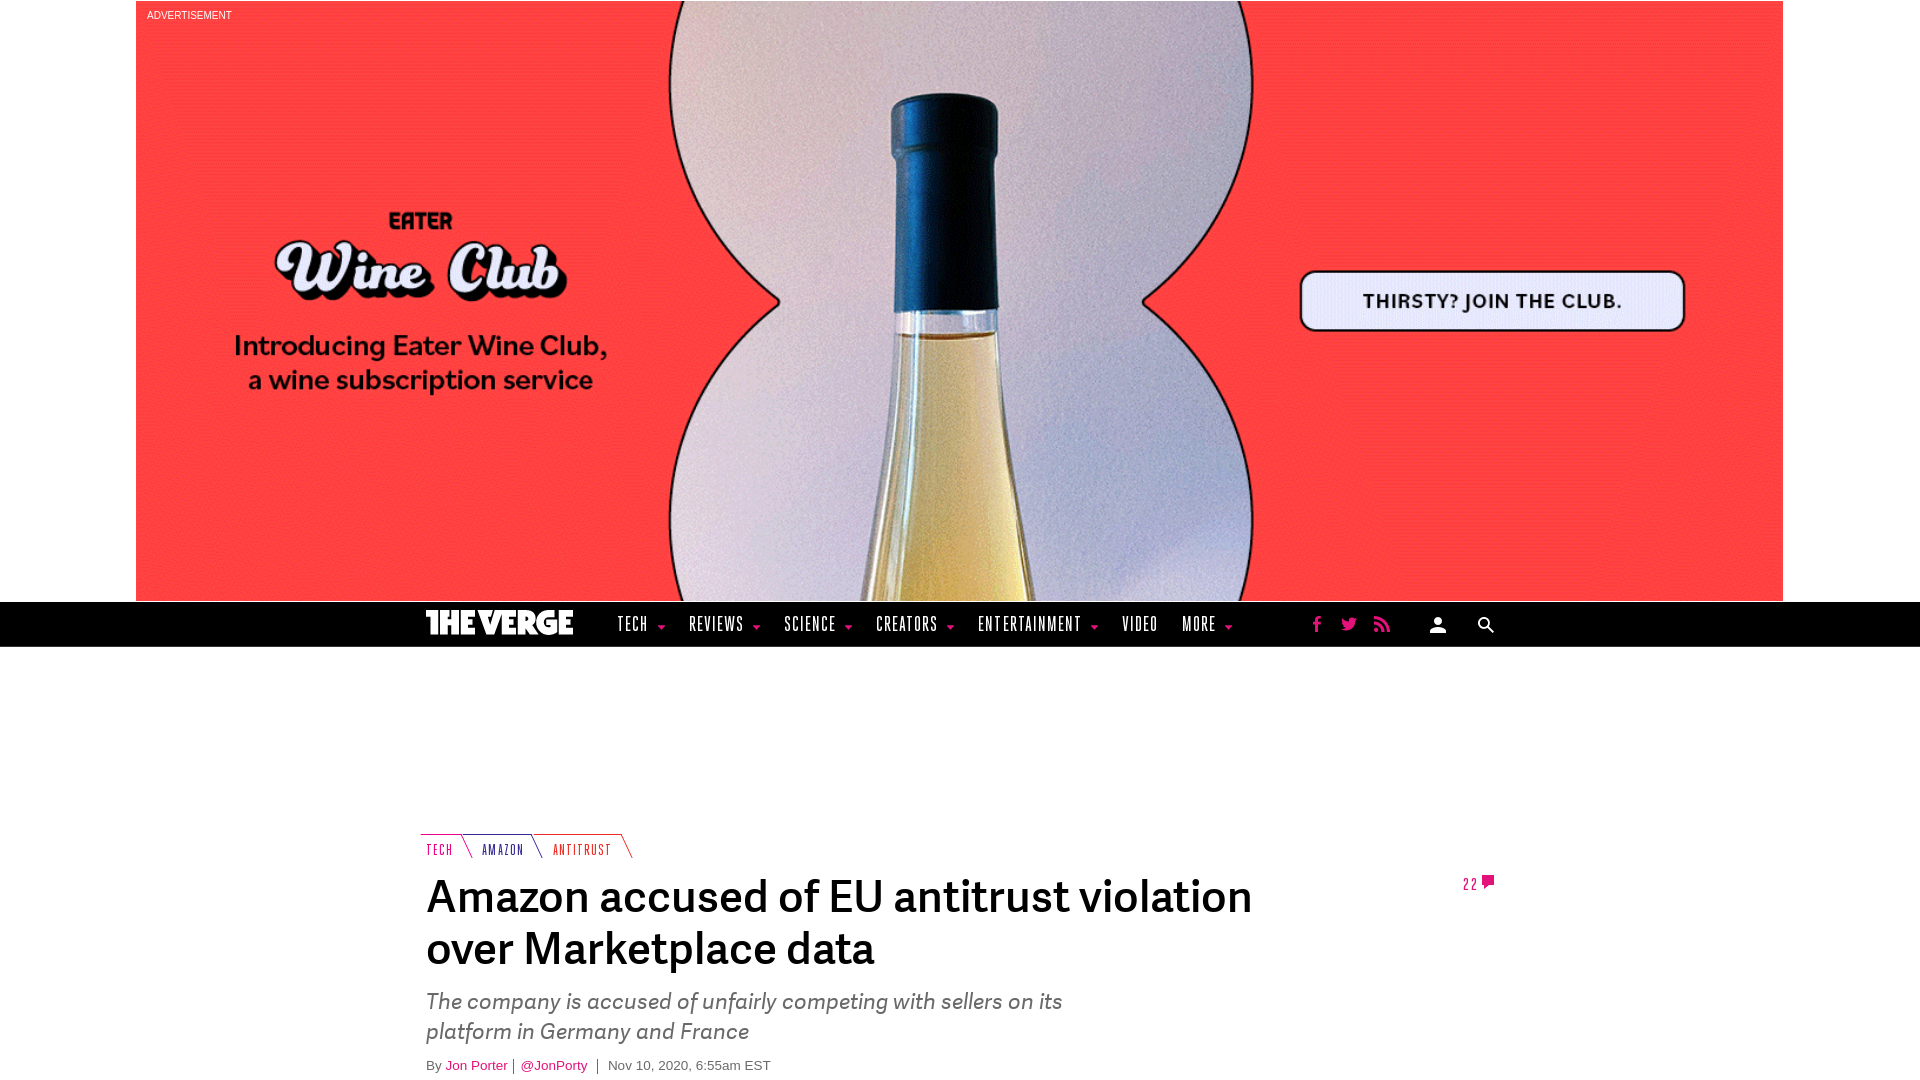 ADVERTISEMENT
EATER
Wine Club
Introducing Eater Wine Club,
a wine subscription service
THIRSTY? JOIN THE CLUB.
THE VERGE TECH REVIEWS SCIENCE CREATORS ENTERTAINMENT VIDEO MORE
TECH AMAZON ANTITRUST
Amazon accused of EU antitrust violation
over Marketplace data
22
The company is accused of unfairly competing with sellers on its
platform in Germany and France
By Jon Porter | @JonPorty | Nov 10, 2020, 6:55am EST